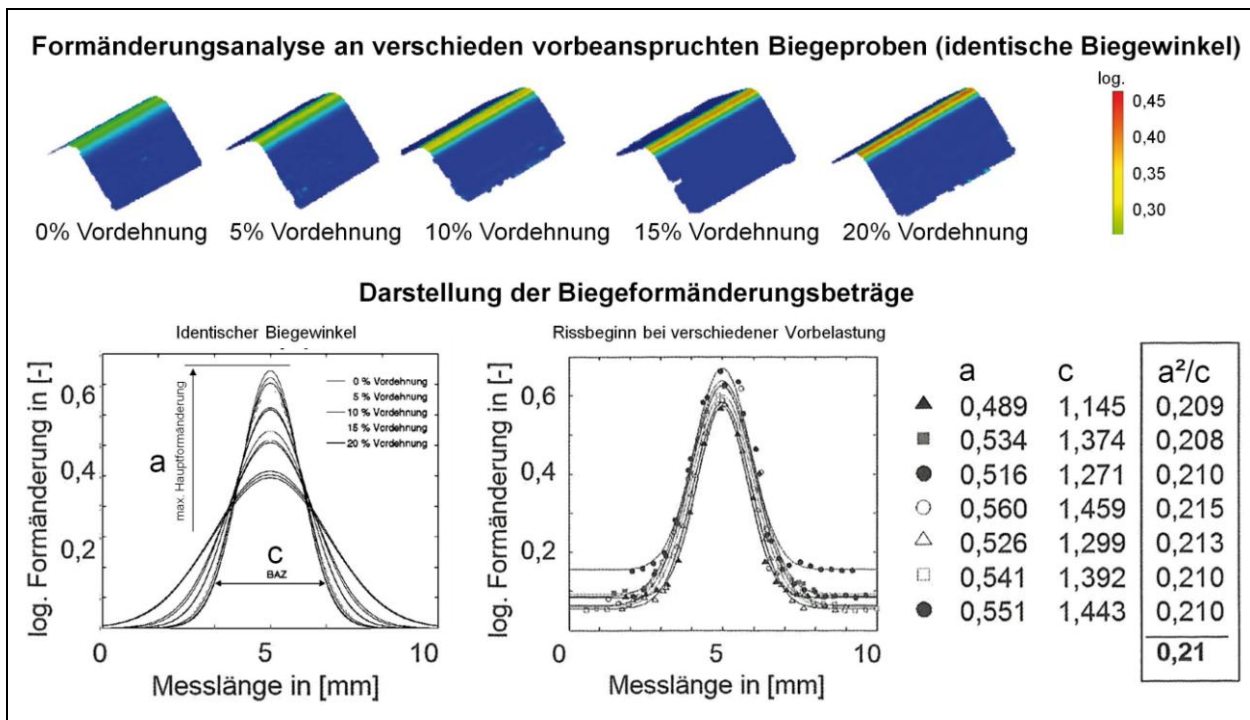 Formänderungsanalyse an verschieden vorbeanspruchten Biegeproben (identische Biegewinkel)
log.
0,45
0,40
0,35
0,30
0% Vordehnung
5% Vordehnung
10% Vordehnung
15% Vordehnung
20% Vordehnung
Darstellung der Biegeformänderungsbeträge
Identischer Biegewinkel
log. Formänderung in [-]
0,6
0,4
0,2
a
max. Hauptformänderung
0 % Vordehnung
5 % Vordehnung
10 % Vordehnung
15 % Vordehnung
20 % Vordehnung
c
BAZ
0 5 10
Messlänge in [mm]
Rissbeginn bei verschiedener Vorbelastung
log. Formänderung in [-]
0,6
0,4
0,2
0 5 10
Messlänge in [mm]
a c a²/c
0,489 1,145 0,209
0,534 1,374 0,208
0,516 1,271 0,210
0,560 1,459 0,215
0,526 1,299 0,213
0,541 1,392 0,210
0,551 1,443 0,210
0,21